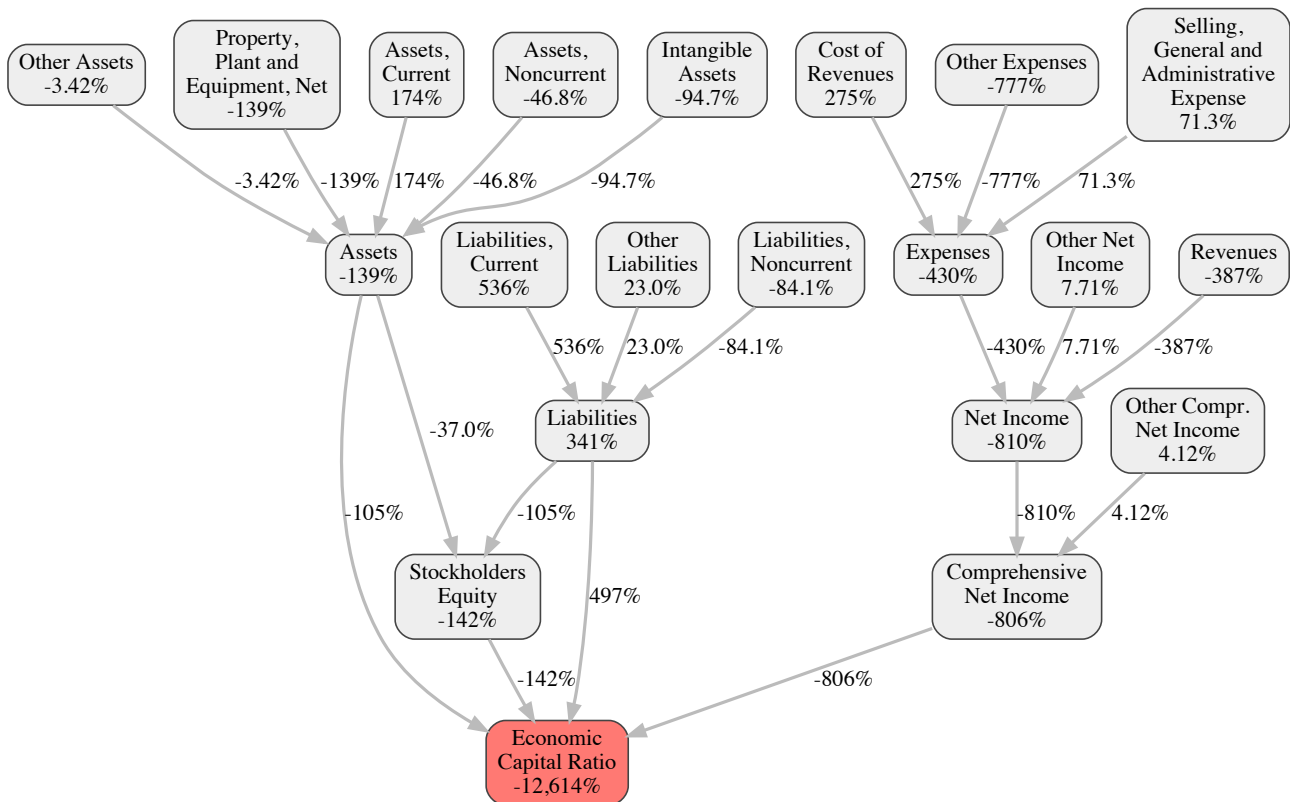 Other Assets
-3.42%
Property,
Plant and
Equipment, Net
-139%
Assets,
Current
174%
Assets,
Noncurrent
-46.8%
Intangible
Assets
-94.7%
Cost of
Revenues
275%
Other Expenses
-777%
Selling,
General and
Administrative
Expense
71.3%
-3.42%
-139%
174%
-46.8%
-94.7%
275%
-777%
71.3%
Assets
-139%
Liabilities,
Current
536%
Other
Liabilities
23.0%
Liabilities,
Noncurrent
-84.1%
Expenses
-430%
Other Net
Income
7.71%
Revenues
-387%
536%
23.0%
-84.1%
-430%
7.71%
-387%
-37.0%
Liabilities
341%
Net Income
-810%
Other Compr.
Net Income
4.12%
-105%
-105%
-810%
4.12%
Stockholders
Equity
-142%
497%
Comprehensive
Net Income
-806%
-142%
-806%
Economic
Capital Ratio
-12,614%